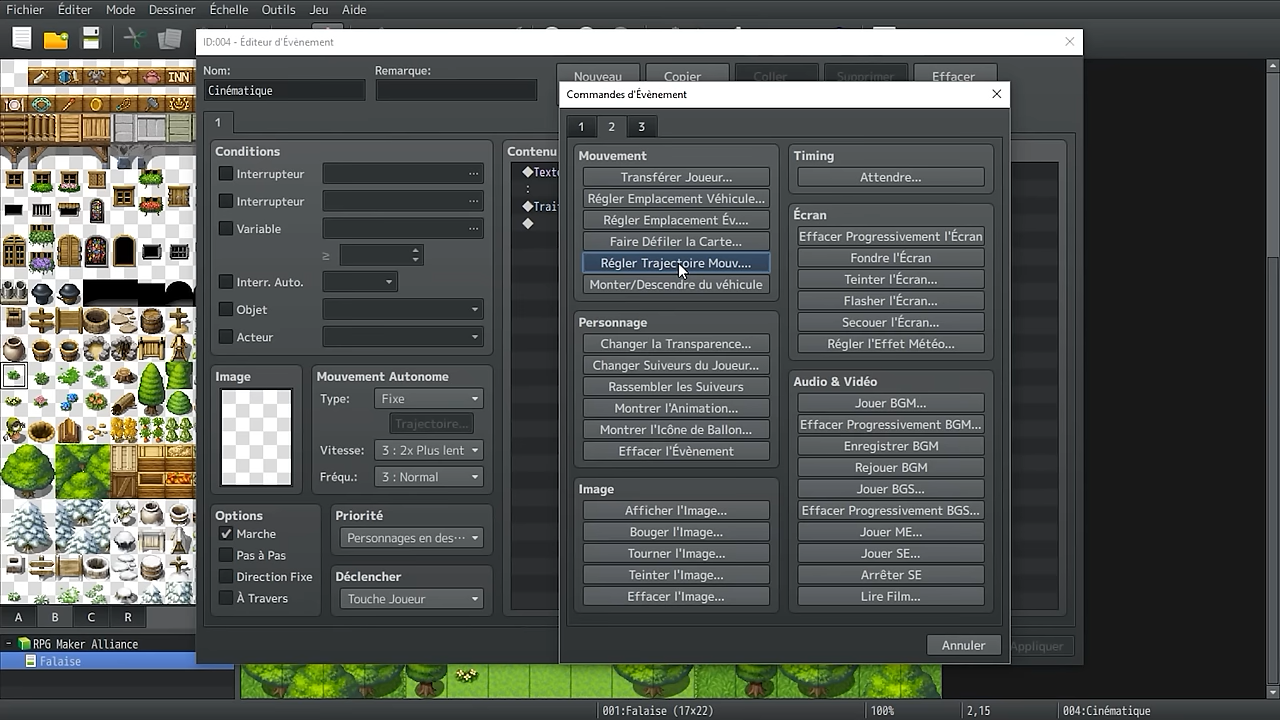 Fichier Éditer Mode Dessiner Échelle Outils Jeu Aide
ID:004 - Éditeur d'Évènement
Nom: Remarque:
Cinématique
Nouveau Copier Coller Supprimer Effacer
1
Conditions
Interrupteur ...
Interrupteur ...
Variable ...
≥
Interr. Auto.
Objet
Acteur
Image
Mouvement Autonome
Type: Fixe
Trajectoire...
Vitesse: 3 : 2x Plus lent
Fréqu.: 3 : Normal
Options
Marche
Pas à Pas
Direction Fixe
À Travers
Priorité
Personnages en des···
Déclencher
Touche Joueur
Contenu
◆Texte
:
◆Trai
◆
Commandes d'Évènement
1 2 3
Mouvement
Transférer Joueur...
Régler Emplacement Véhicule...
Régler Emplacement Év....
Faire Défiler la Carte...
Régler Trajectoire Mouv....
Monter/Descendre du véhicule
Personnage
Changer la Transparence...
Changer Suiveurs du Joueur...
Rassembler les Suiveurs
Montrer l'Animation...
Montrer l'Icône de Ballon...
Effacer l'Évènement
Image
Afficher l'Image...
Bouger l'Image...
Tourner l'Image...
Teinter l'Image...
Effacer l'Image...
Timing
Attendre...
Écran
Effacer Progressivement l'Écran
Fondre l'Écran
Teinter l'Écran...
Flasher l'Écran...
Secouer l'Écran...
Régler l'Effet Météo...
Audio & Vidéo
Jouer BGM...
Effacer Progressivement BGM...
Enregistrer BGM
Rejouer BGM
Jouer BGS...
Effacer Progressivement BGS...
Jouer ME...
Jouer SE...
Arrêter SE
Lire Film...
Annuler
Appliquer
INN
A B C R
RPG Maker Alliance
Falaise
001:Falaise (17x22) 100% 2,15 004:Cinématique